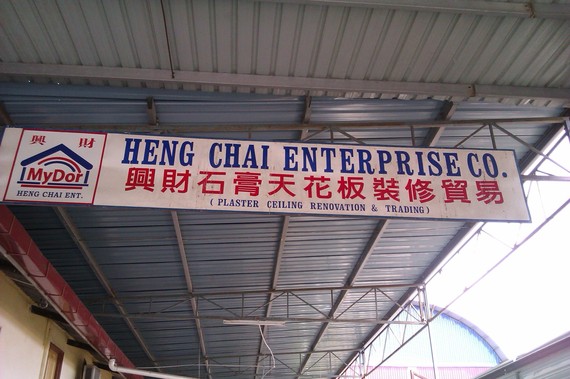 興 財
MyDor
HENG CHAI ENT.
HENG CHAI ENTERPRISE CO.
興財石膏天花板裝修貿易
( PLASTER CEILING RENOVATION & TRADING )